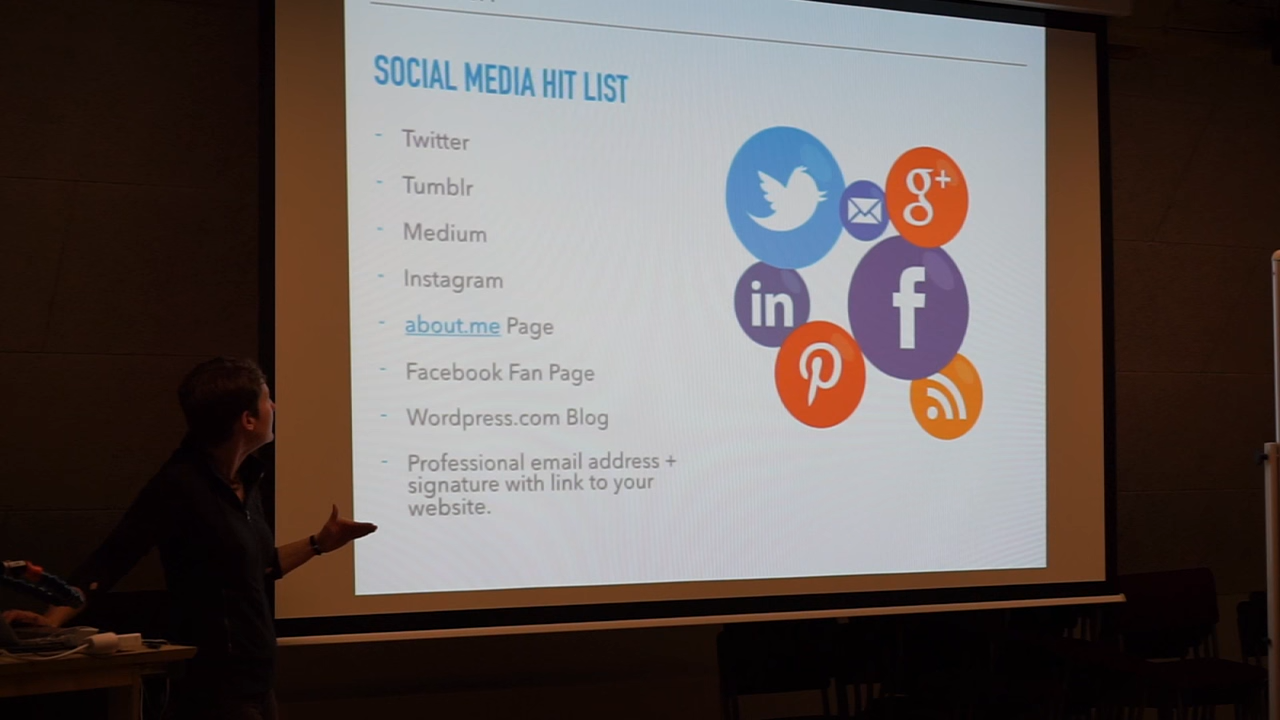 SOCIAL MEDIA HIT LIST
- Twitter
- Tumblr
- Medium
- Instagram
- about.me Page
- Facebook Fan Page
- Wordpress.com Blog
- Professional email address +
signature with link to your
website.
g+
in
f